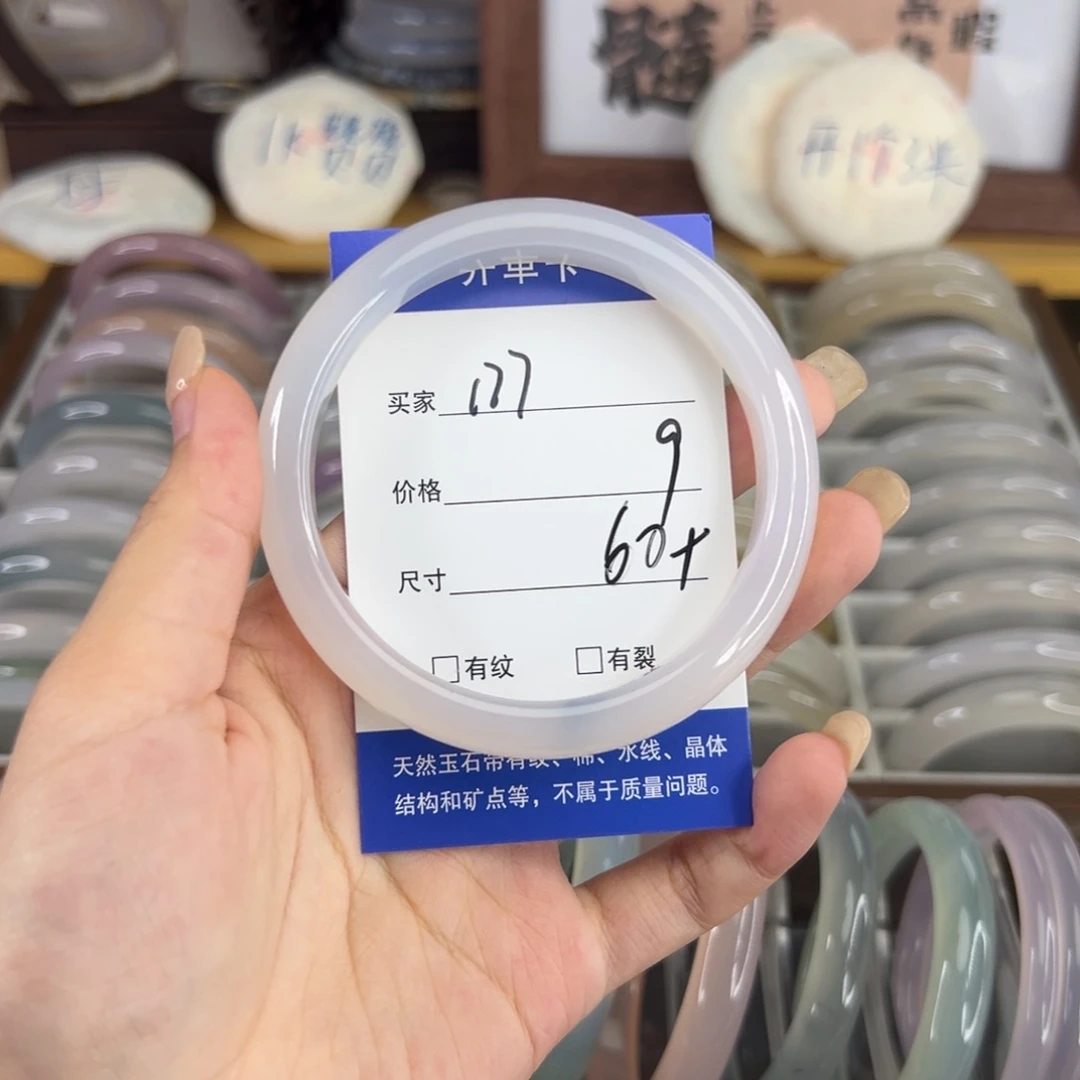 髓
开车卡
买家 177
价格 9
尺寸 60+
□有纹 □有裂
天然玉石带有纹、棉、水线、晶体
结构和矿点等，不属于质量问题。